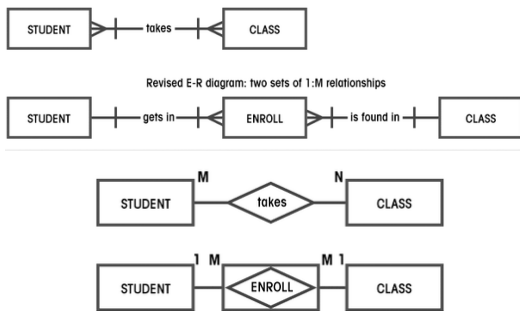 STUDENT takes CLASS
Revised E-R diagram: two sets of 1:M relationships
STUDENT gets in ENROLL is found in CLASS
M N
STUDENT takes CLASS
1 M M 1
STUDENT ENROLL CLASS